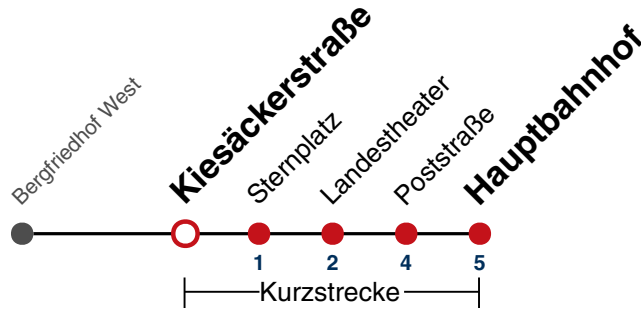 Bergfriedhof West
Kiesäckerstraße
Sternplatz
Landestheater
Poststraße
Hauptbahnhof
1 2 4 5
Kurzstrecke